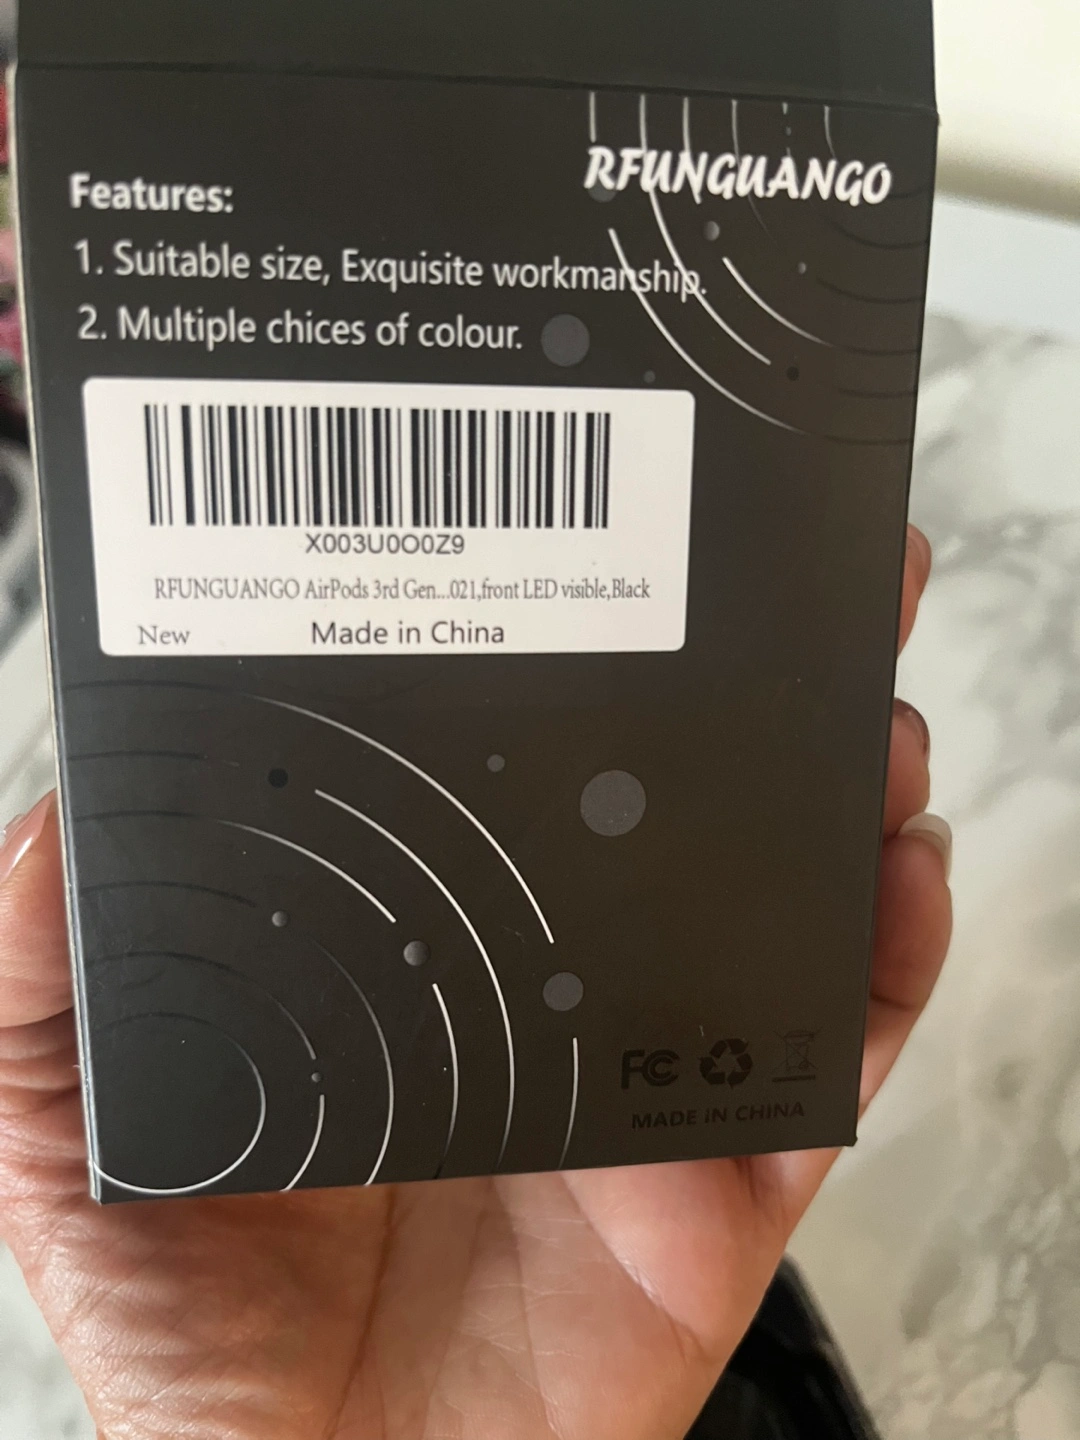 RFUNGUANGO
Features:
1. Suitable size, Exquisite workmanship.
2. Multiple chices of colour.
X003U0O0Z9
RFUNGUANGO AirPods 3rd Gen...021,front LED visible,Black
New Made in China
FC
MADE IN CHINA